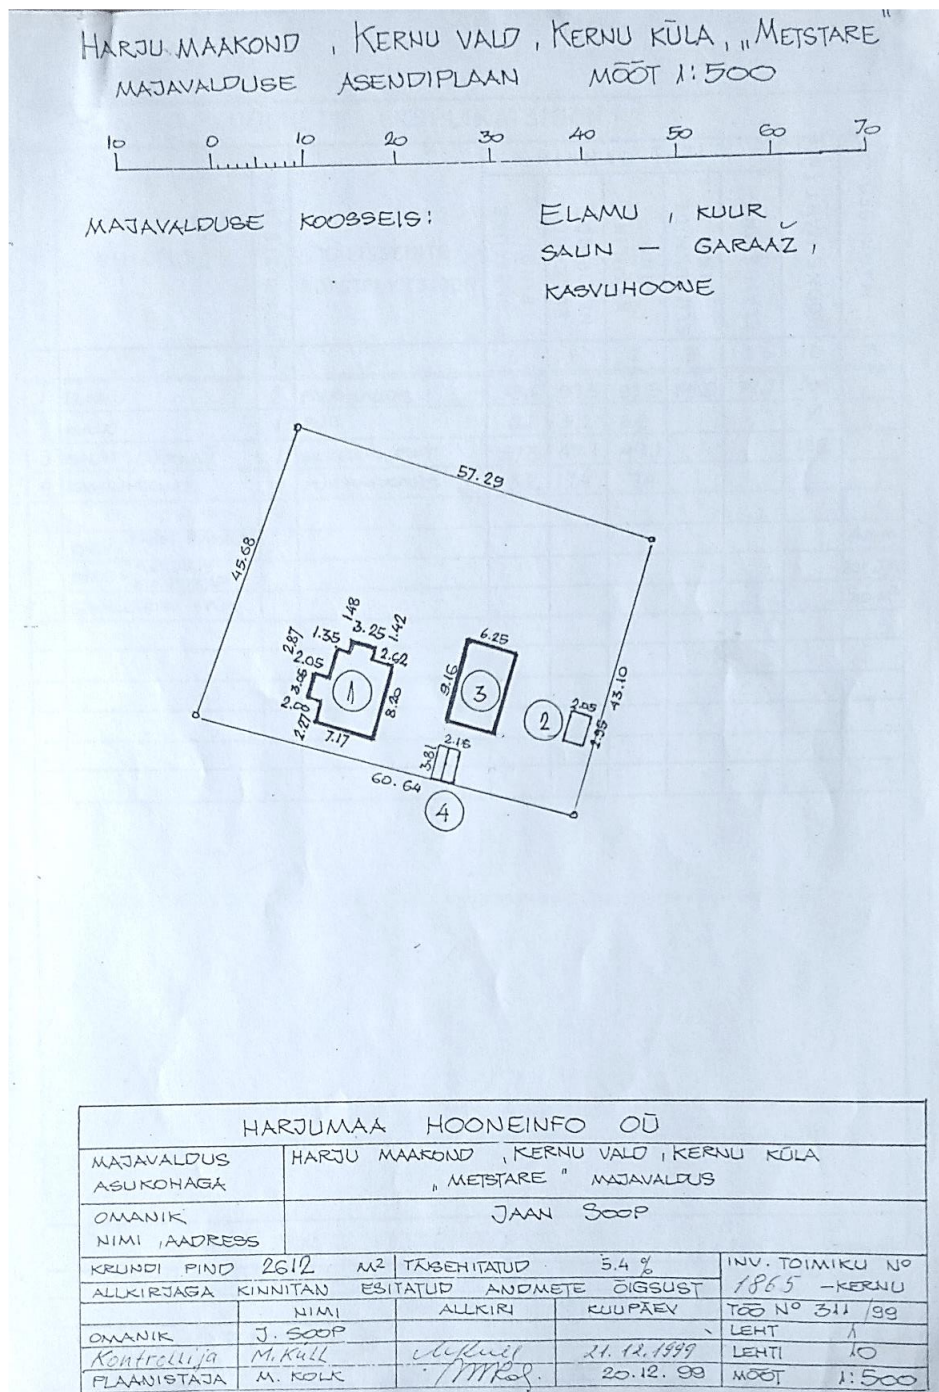 HARJU MAAKOND , KERNU VALD , KERNU KÜLA, „METSTARE"
MAJAVALDUSE ASENDIPLAAN MÕÕT 1:500
10 0 10 20 30 40 50 60 70
MAJAVALDUSE KOOSSEIS: ELAMU , KUUR
SAUN — GARAAŽ ,
KASVUHOONE
57.29
45.68
43.10
60.64
1.48
3.25
1.42
1.35
2.87
2.05
2.62
8.20
2.27
7.17
1
6.25
9.16
3
2
2.05
2.16
3.81
4
HARJUMAA HOONEINFO OÜ
MAJAVALDUS ASUKOHAGA
HARJU MAAKOND , KERNU VALD , KERNU KÜLA
„METSTARE" MAJAVALDUS
OMANIK
NIMI , AADRESS
JAAN SOOP
KRUNDI PIND 2612 M2 TÄISEHITATUD 5.4 % INV. TOIMIKU Nº
ALLKIRJAGA KINNITAN ESITATUD ANDMETE ÕIGSUST 1865 -KERNU
NIMI ALLKIRI KUUPÄEV TÖÖ Nº 311 /99
OMANIK J. SOOP LEHT 1
Kontrollija M. Küll 21.12.1999 LEHTI 10
PLAANISTAJA M. KOLK 20.12.99 MÕÕT 1:500